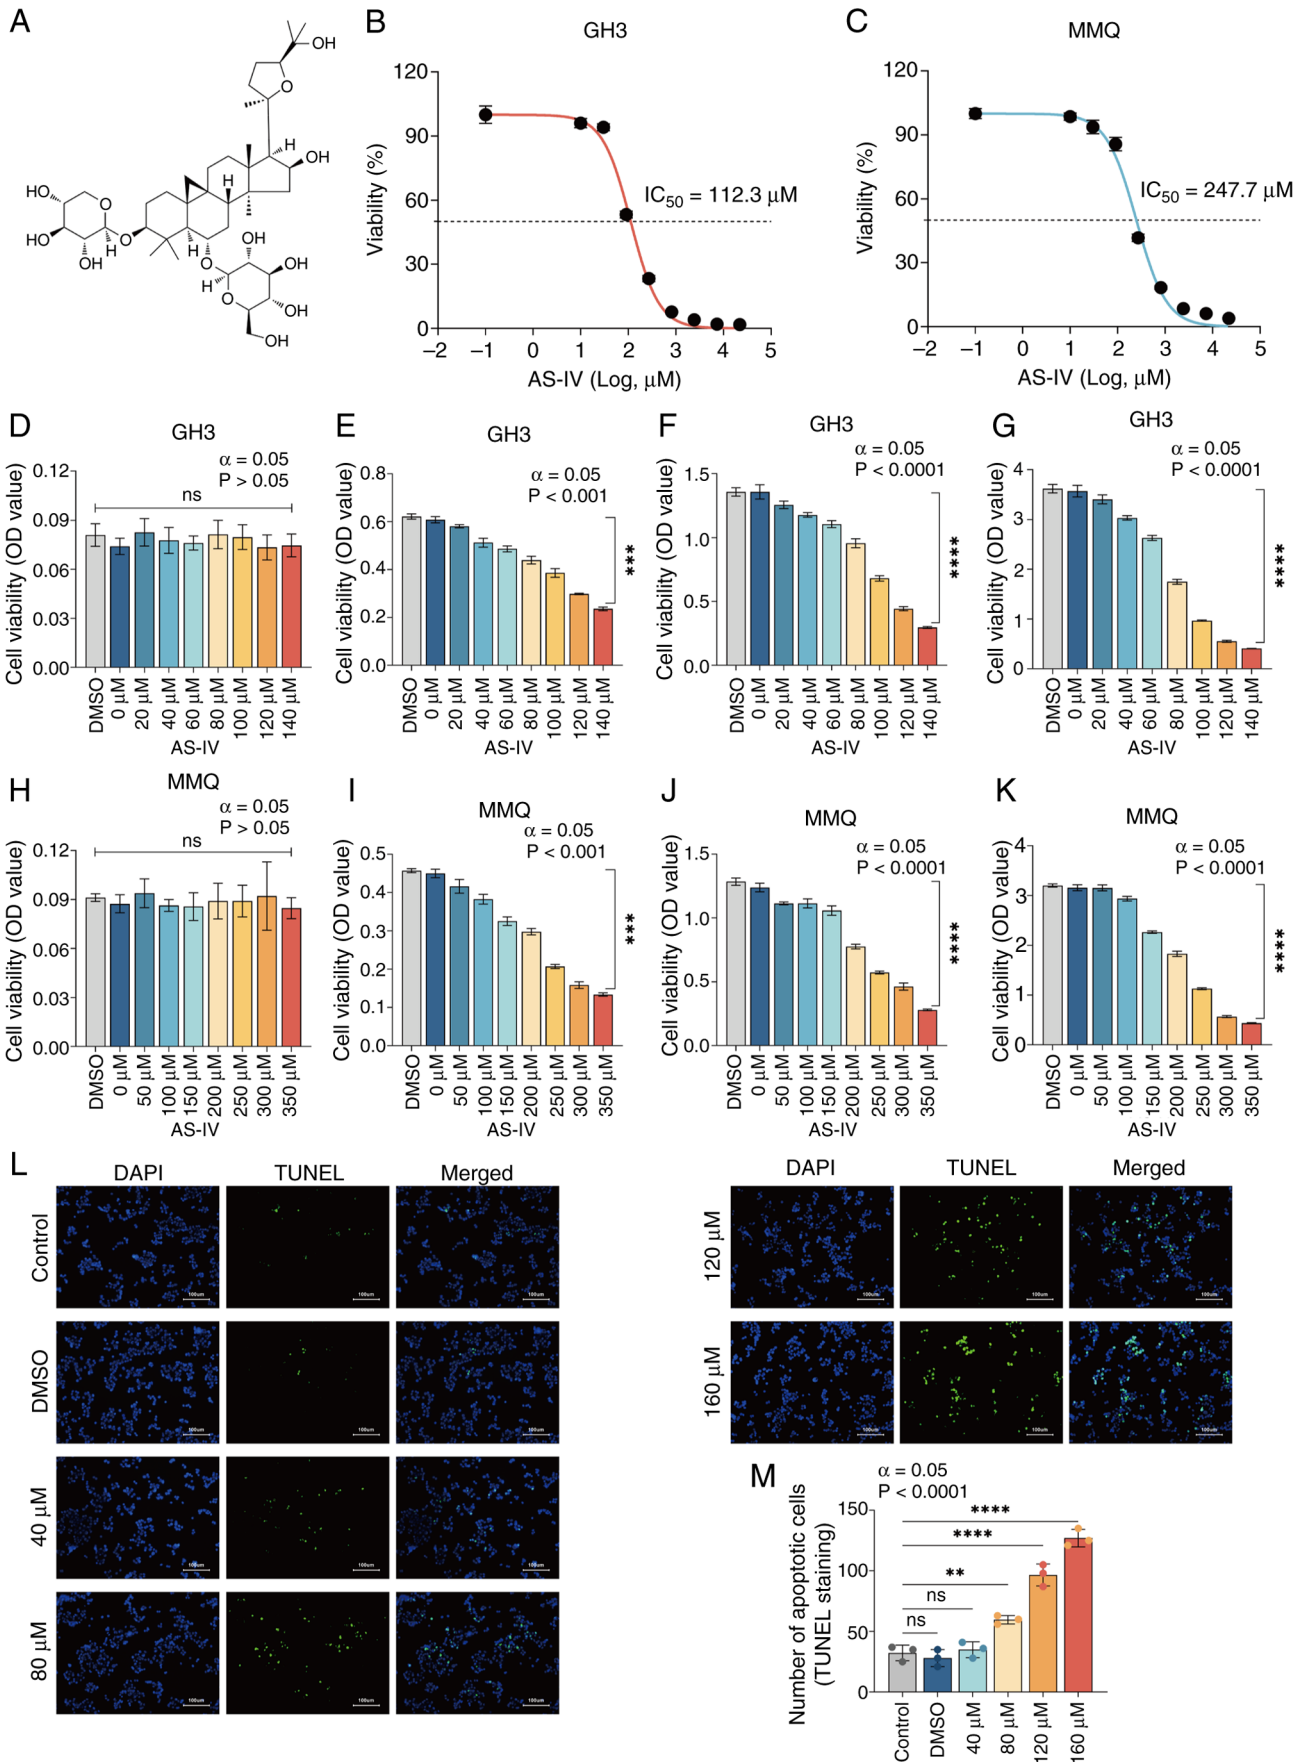 A
OH
O
H
OH
H
HO
O
HO
OH
H
O
H
O
OH
OH
H
O
OH
OH
B
GH3
120
90
60
30
0
Viability (%)
IC50 = 112.3 μM
−2 −1 0 1 2 3 4 5
AS-IV (Log, μM)
C
MMQ
120
90
60
30
0
Viability (%)
IC50 = 247.7 μM
−2 −1 0 1 2 3 4 5
AS-IV (Log, μM)
D
GH3
α = 0.05
P > 0.05
ns
0.12
0.09
0.06
0.03
0.00
Cell viability (OD value)
DMSO 0 μM 20 μM 40 μM 60 μM 80 μM 100 μM 120 μM 140 μM
AS-IV
E
GH3
α = 0.05
P < 0.001
***
0.8
0.6
0.4
0.2
0.0
Cell viability (OD value)
DMSO 0 μM 20 μM 40 μM 60 μM 80 μM 100 μM 120 μM 140 μM
AS-IV
F
GH3
α = 0.05
P < 0.0001
****
1.5
1.0
0.5
0.0
Cell viability (OD value)
DMSO 0 μM 20 μM 40 μM 60 μM 80 μM 100 μM 120 μM 140 μM
AS-IV
G
GH3
α = 0.05
P < 0.0001
****
4
3
2
1
0
Cell viability (OD value)
DMSO 0 μM 20 μM 40 μM 60 μM 80 μM 100 μM 120 μM 140 μM
AS-IV
H
MMQ
α = 0.05
P > 0.05
ns
0.12
0.09
0.06
0.03
0.00
Cell viability (OD value)
DMSO 0 μM 50 μM 100 μM 150 μM 200 μM 250 μM 300 μM 350 μM
AS-IV
I
MMQ
α = 0.05
P < 0.001
***
0.5
0.4
0.3
0.2
0.1
0.0
Cell viability (OD value)
DMSO 0 μM 50 μM 100 μM 150 μM 200 μM 250 μM 300 μM 350 μM
AS-IV
J
MMQ
α = 0.05
P < 0.0001
****
1.5
1.0
0.5
0.0
Cell viability (OD value)
DMSO 0 μM 50 μM 100 μM 150 μM 200 μM 250 μM 300 μM 350 μM
AS-IV
K
MMQ
α = 0.05
P < 0.0001
****
4
3
2
1
0
Cell viability (OD value)
DMSO 0 μM 50 μM 100 μM 150 μM 200 μM 250 μM 300 μM 350 μM
AS-IV
L
DAPI TUNEL Merged
Control
100um 100um 100um
DMSO
100um 100um 100um
40 μM
100um 100um 100um
80 μM
100um 100um 100um
DAPI TUNEL Merged
120 μM
100um 100um 100um
160 μM
100um 100um 100um
M
α = 0.05
P < 0.0001
****
****
**
ns
ns
150
100
50
0
Number of apoptotic cells
(TUNEL staining)
Control DMSO 40 μM 80 μM 120 μM 160 μM